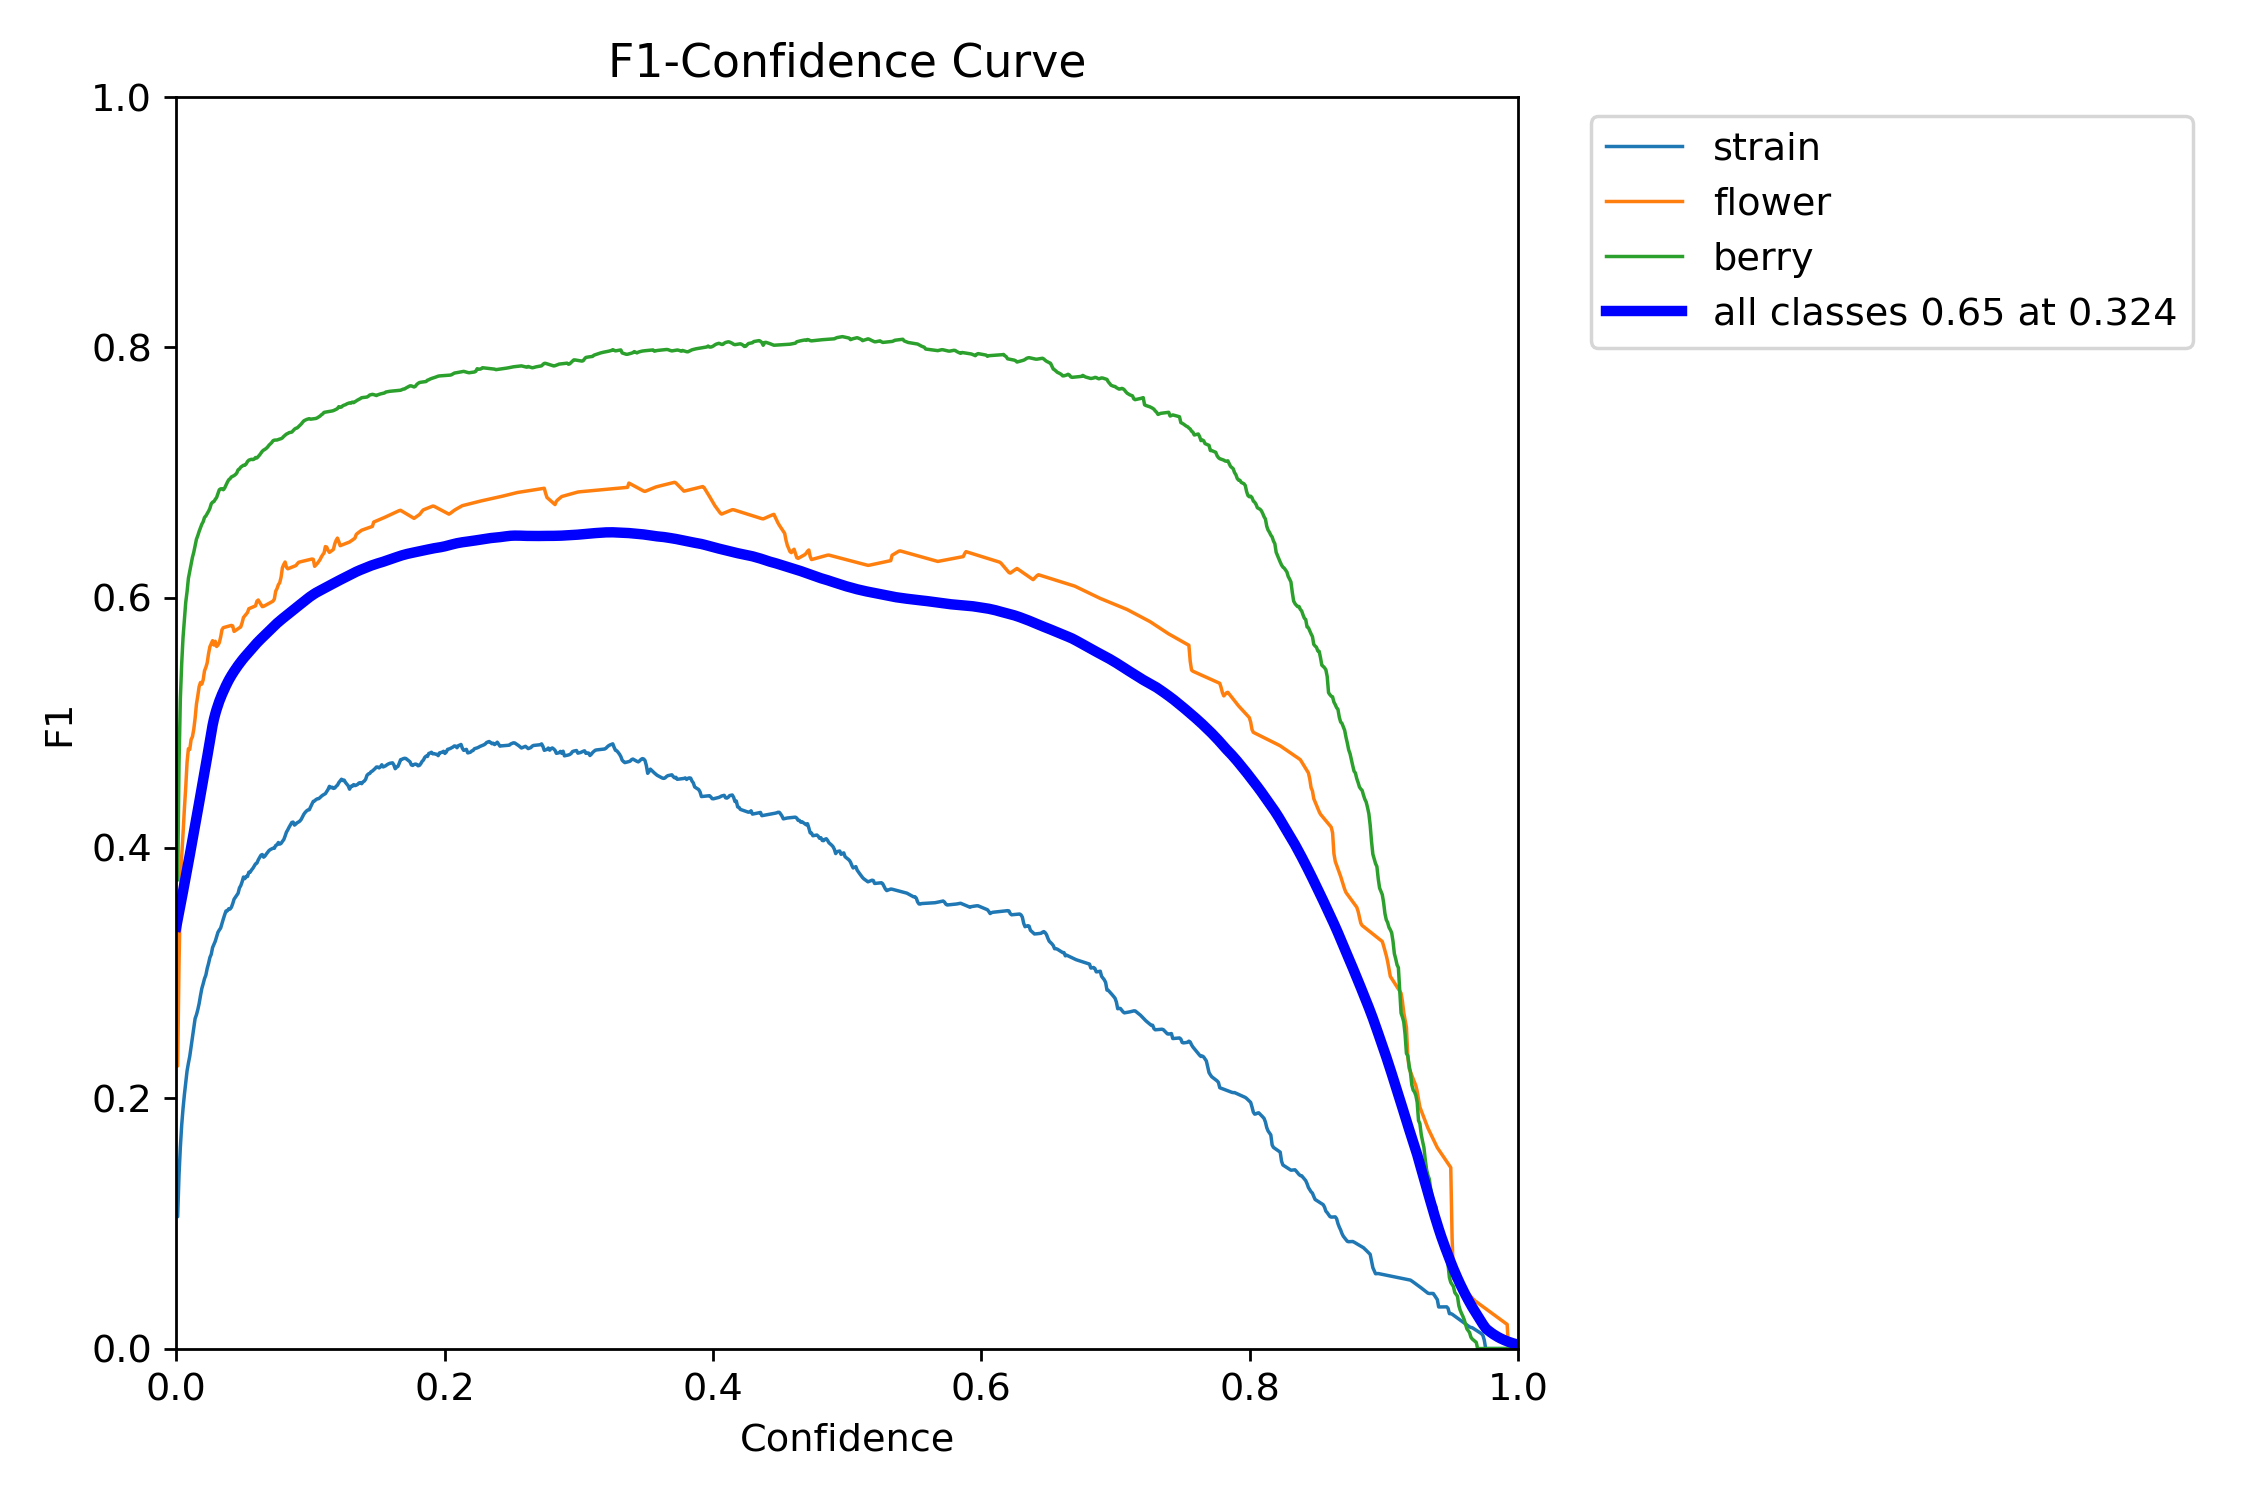 F1-Confidence Curve
1.0
0.8
0.6
0.4
0.2
0.0
F1
0.0 0.2 0.4 0.6 0.8 1.0
Confidence
strain
flower
berry
all classes 0.65 at 0.324